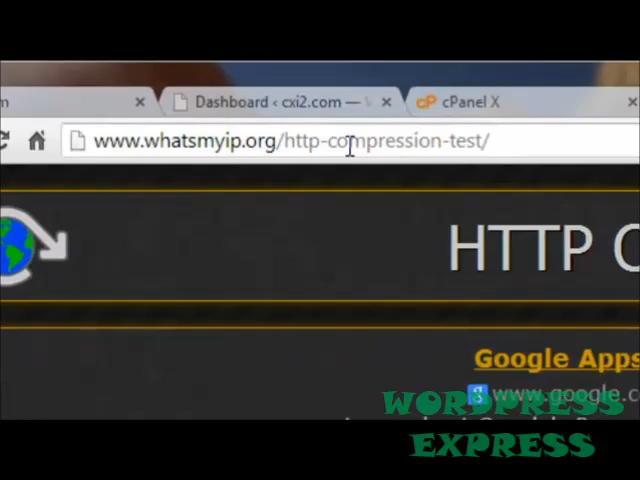 Dashboard ‹ cxi2.com —
cPanel X
www.whatsmyip.org/http-compression-test/
HTTP
Google Apps
www.google.c
WORDPRESS
EXPRESS